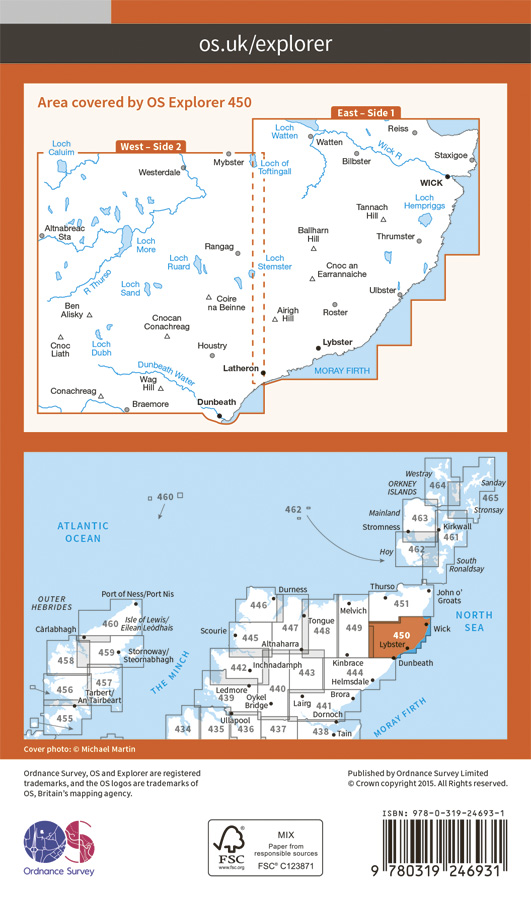 os.uk/explorer
Area covered by OS Explorer 450
East – Side 1
West – Side 2
Loch
Calum
Loch
Watten
Reiss
Watten
Wick R
Mybster
Bilbster
Staxigoe
Loch of
Toftingall
Westerdale
WICK
Loch
Hempriggs
Tannach
Hill
Altnabreac
Sta
Loch
More
Ballharn
Hill
Thrumster
Rangag
Loch
Ruard
Loch
Stemster
Cnoc an
Earrannaiche
R Thurso
Loch
Sand
Ulbster
Coire
na Beinne
Ben
Alisky
Roster
Airigh
Hill
Cnocan
Conachreag
Cnoc
Liath
Loch
Dubh
Houstry
Lybster
Dunbeath Water
Latheron
MORAY FIRTH
Wag
Hill
Conachreag
Braemore
Dunbeath
Westray
ORKNEY
ISLANDS
464
Sanday
465
Stronsay
460
462
Mainland
463
Stromness
Kirkwall
461
ATLANTIC
OCEAN
Hoy
462
South
Ronaldsay
OUTER
HEBRIDES
Port of Ness/Port Nis
Durness
Thurso
John o'
Groats
446
Melvich
451
460
Isle of Lewis/
Eilean Leòdhais
NORTH
SEA
Càrlabhagh
Scourie
445
447
Tongue
448
449
450
Wick
Altnaharra
Lybster
459
Stornoway/
Steòrnabhagh
458
THE MINCH
442
Inchnadamph
443
Kinbrace
444
Dunbeath
456
457
Tarbert/
An Tairbeart
Ledmore
439
Oykel
Bridge
440
Helmsdale
Lairg
441
Brora
455
Ullapool
Dornoch
MORAY FIRTH
434
435
436
437
438
Tain
Cover photo: © Michael Martin
Ordnance Survey, OS and Explorer are registered
trademarks, and the OS logos are trademarks of
OS, Britain's mapping agency.
Published by Ordnance Survey Limited
© Crown copyright 2015. All Rights reserved.
ISBN: 978-0-319-24693-1
OS
Ordnance Survey
FSC
www.fsc.org
MIX
Paper from
responsible sources
FSC® C123871
9 780319 246931